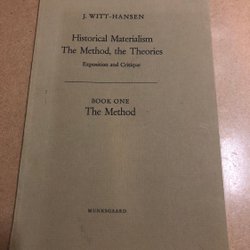 J. WITT-HANSEN
Historical Materialism
The Method, the Theories
Exposition and Critique
BOOK ONE
The Method
MUNKSGAARD